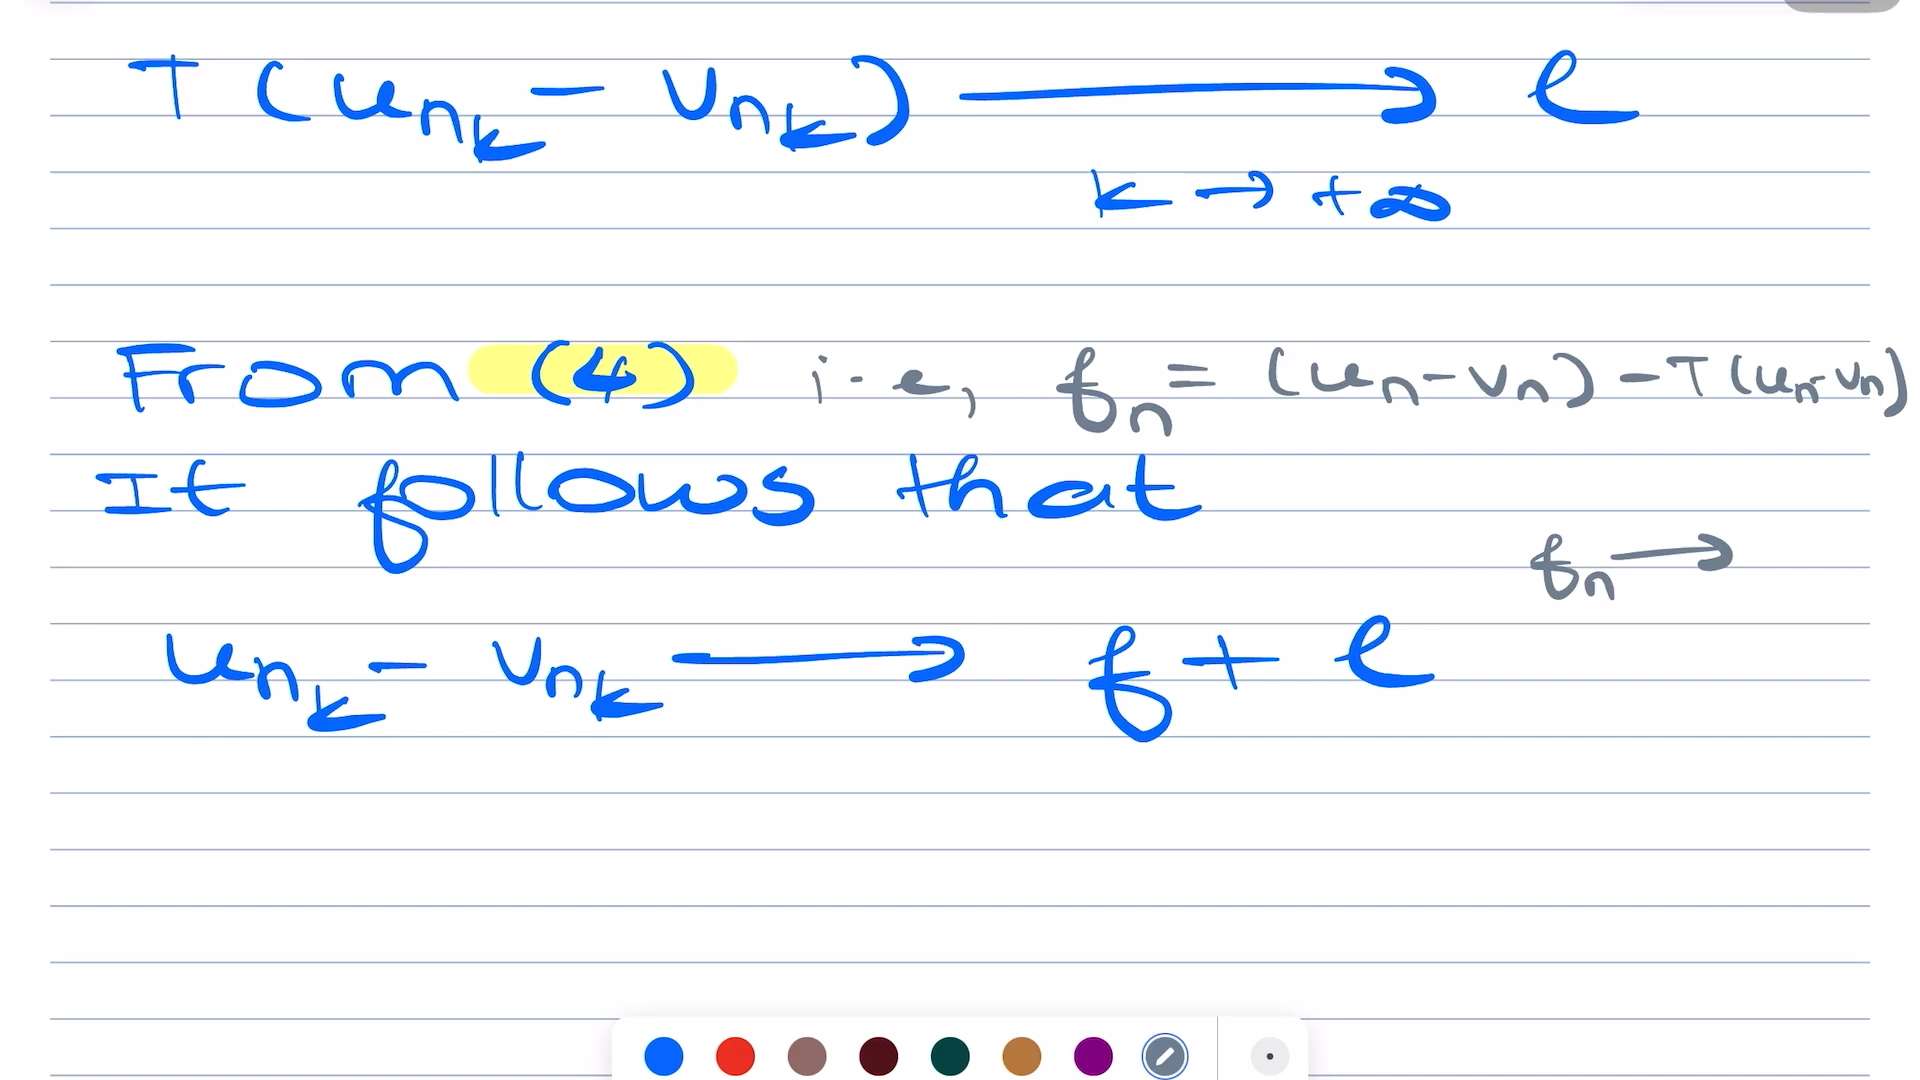 T(u_{n_k} - v_{n_k}) ⟶ l
k → +∞
From (4) i.e, f_n = (u_n - v_n) - T(u_n - v_n)
It follows that
f_n ⟶
u_{n_k} - v_{n_k} ⟶ f + l